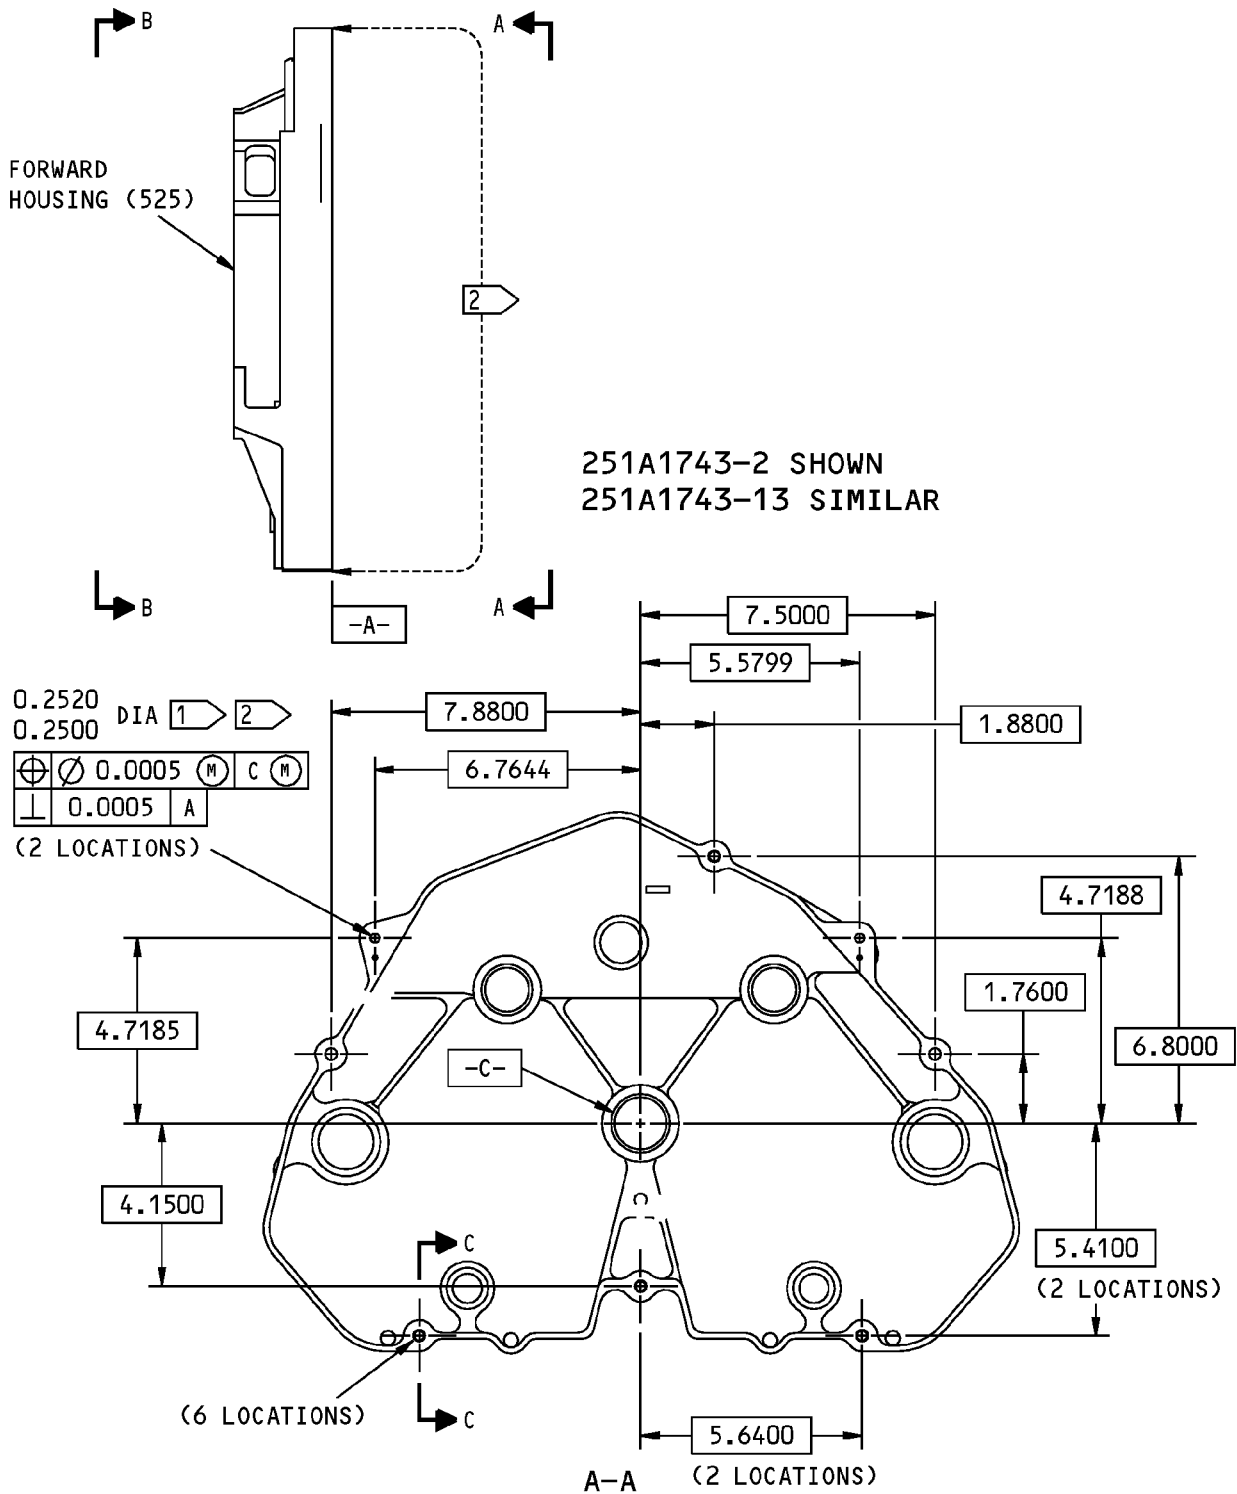 B
A
FORWARD
HOUSING (525)
2
251A1743-2 SHOWN
251A1743-13 SIMILAR
B
A
-A-
7.5000
5.5799
0.2520
0.2500
DIA 1 2
7.8800
1.8800
⌖ ⌀ 0.0005 Ⓜ C Ⓜ
6.7644
⊥ 0.0005 A
(2 LOCATIONS)
4.7188
1.7600
4.7185
6.8000
-C-
4.1500
C
5.4100
(2 LOCATIONS)
(6 LOCATIONS)
C
5.6400
(2 LOCATIONS)
A-A